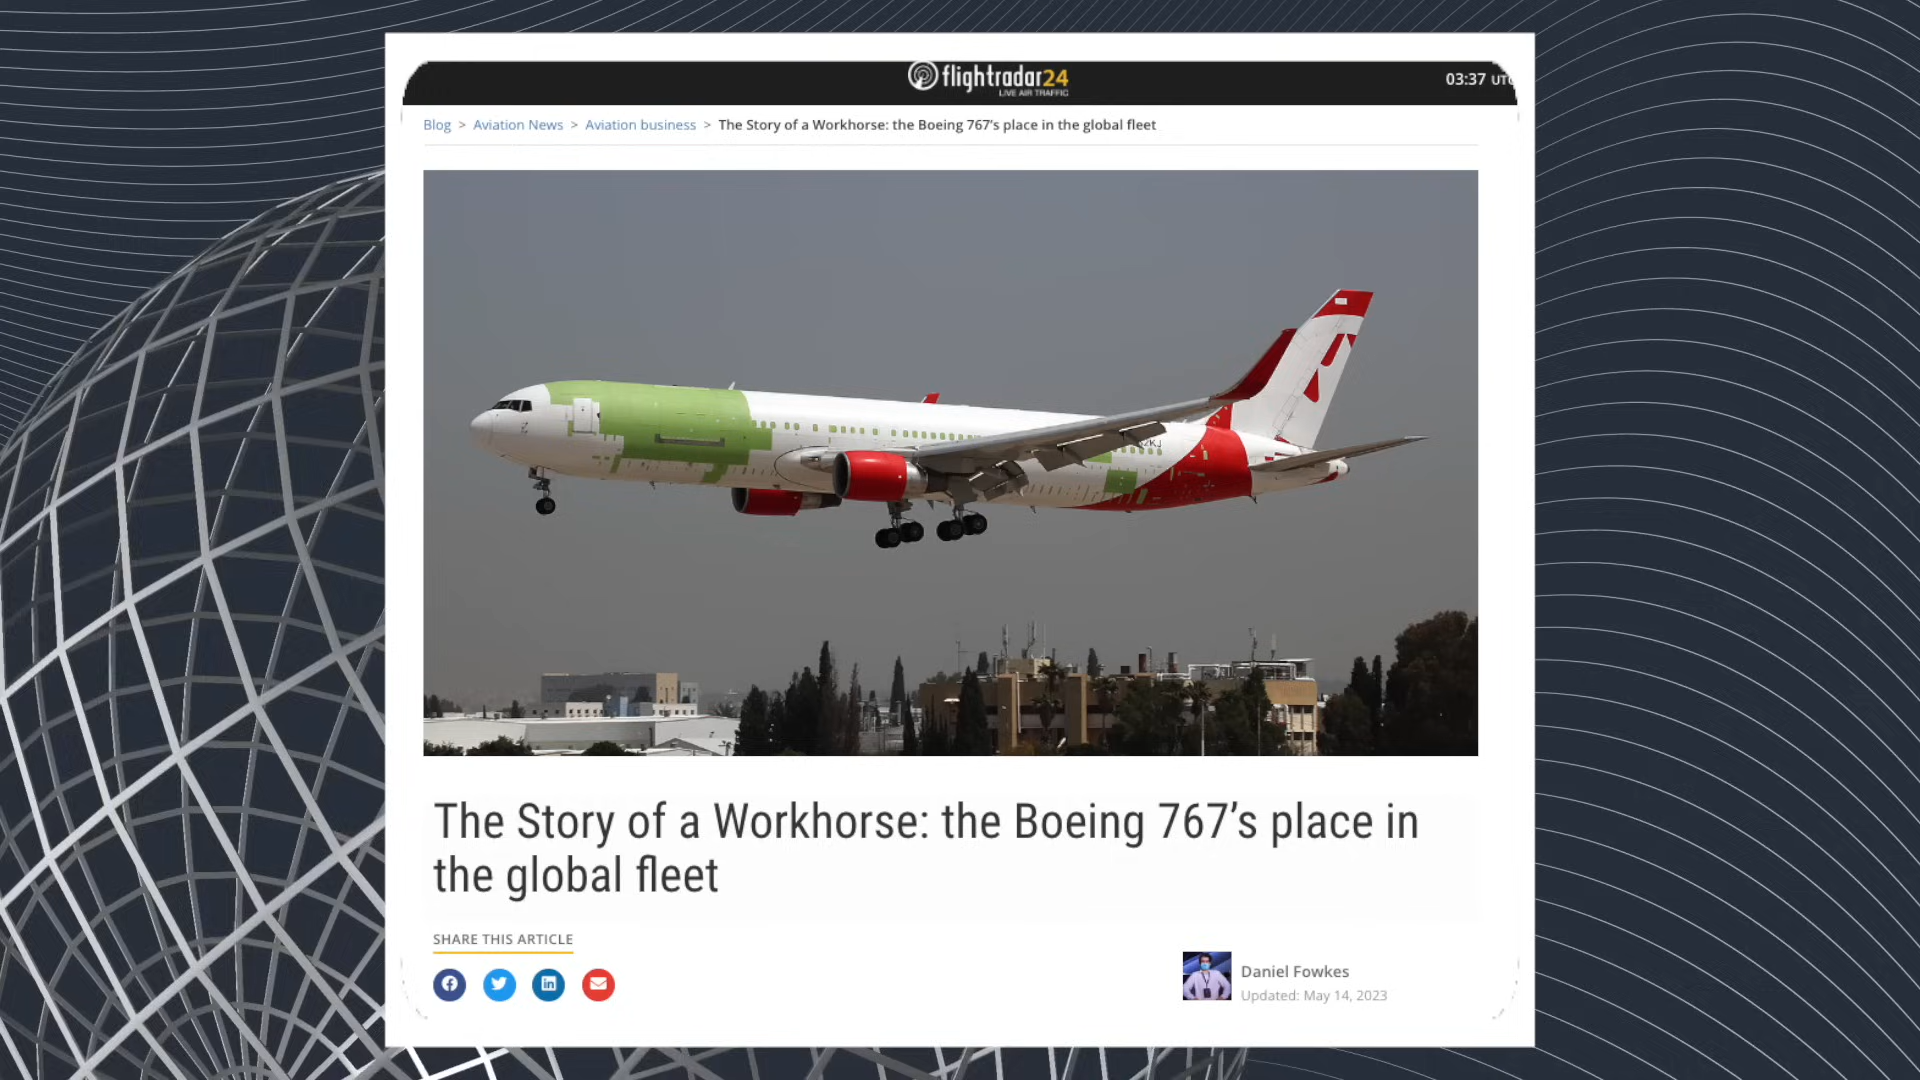 flightradar24
LIVE AIR TRAFFIC
03:37 UTC
Blog > Aviation News > Aviation business > The Story of a Workhorse: the Boeing 767's place in the global fleet
The Story of a Workhorse: the Boeing 767’s place in
the global fleet
SHARE THIS ARTICLE
Daniel Fowkes
Updated: May 14, 2023